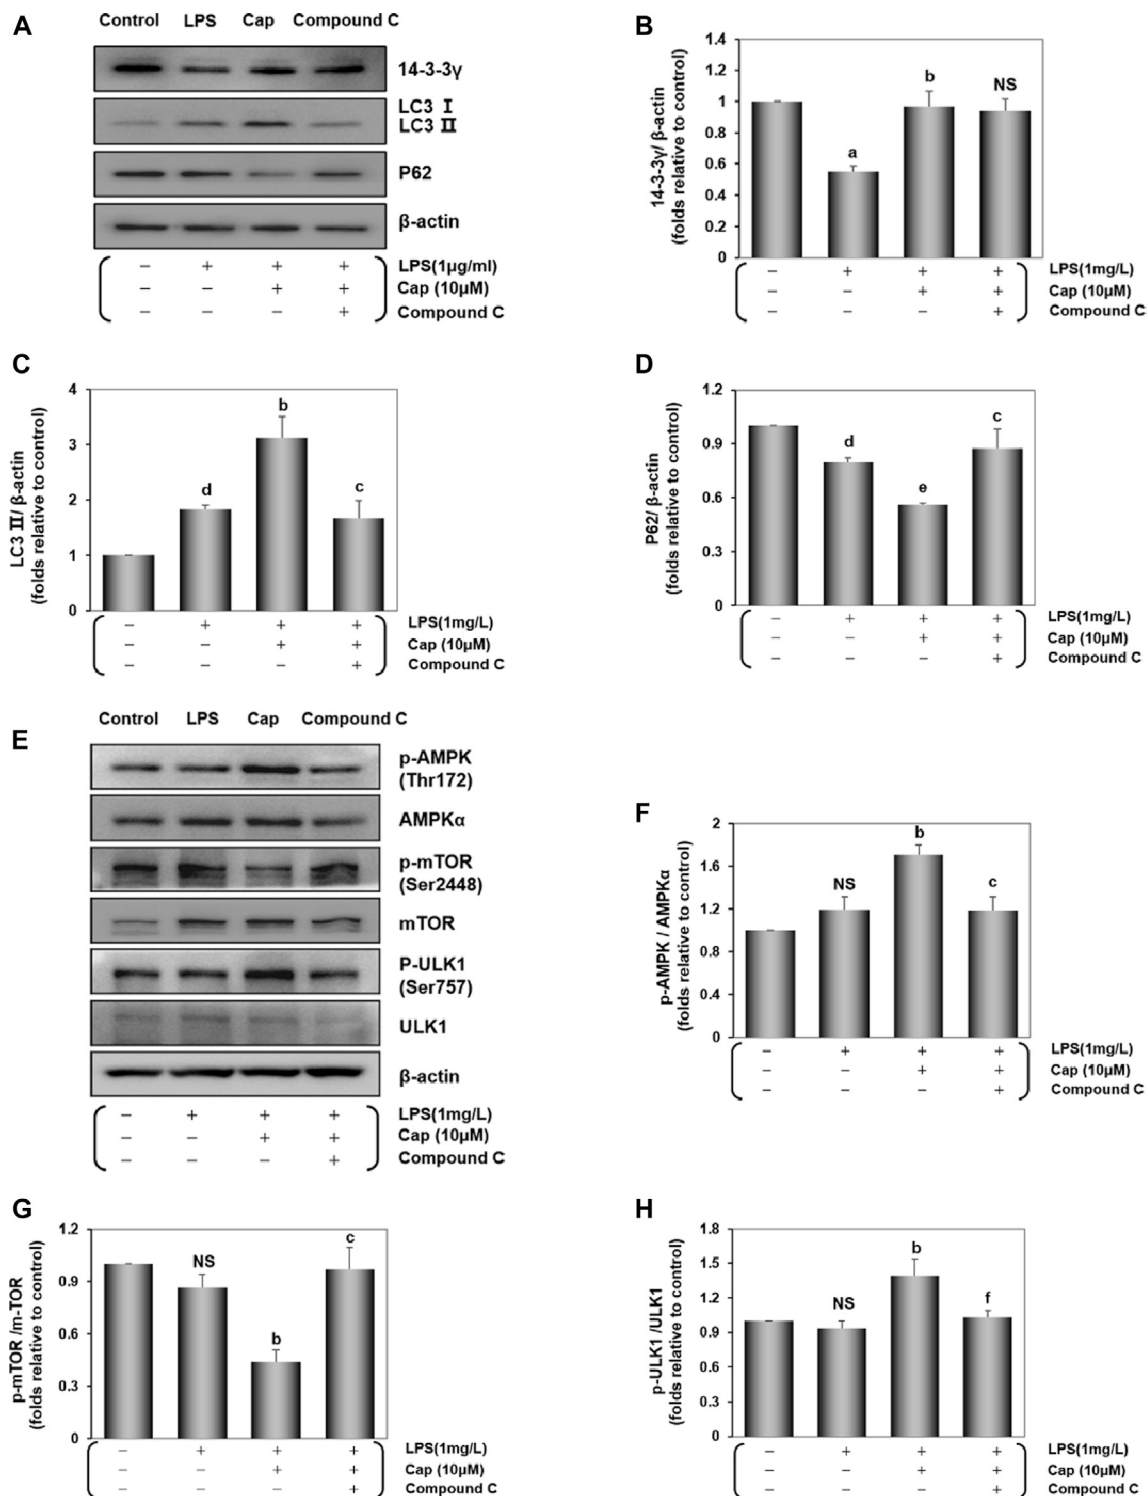 A
Control LPS Cap Compound C
14-3-3γ
LC3 I
LC3 II
P62
β-actin
− + + + LPS(1μg/ml)
− − + + Cap (10μM)
− − − + Compound C
B
14-3-3γ/ β-actin
(folds relative to control)
1.4
1.2
1
0.8
0.6
0.4
0.2
0
a
b
NS
− + + + LPS(1mg/L)
− − + + Cap (10μM)
− − − + Compound C
C
LC3 II/ β-actin
(folds relative to control)
4
3
2
1
0
d
b
c
− + + + LPS(1mg/L)
− − + + Cap (10μM)
− − − + Compound C
D
P62/ β-actin
(folds relative to control)
1.2
0.9
0.6
0.3
0
d
e
c
− + + + LPS(1mg/L)
− − + + Cap (10μM)
− − − + Compound C
E
Control LPS Cap Compound C
p-AMPK
(Thr172)
AMPKα
p-mTOR
(Ser2448)
mTOR
P-ULK1
(Ser757)
ULK1
β-actin
− + + + LPS(1mg/L)
− − + + Cap (10μM)
− − − + Compound C
F
p-AMPK / AMPKα
(folds relative to control)
2
1.6
1.2
0.8
0.4
0
NS
b
c
− + + + LPS(1mg/L)
− − + + Cap (10μM)
− − − + Compound C
G
p-mTOR /m-TOR
(folds relative to control)
1.2
0.9
0.6
0.3
0
NS
b
c
− + + + LPS(1mg/L)
− − + + Cap (10μM)
− − − + Compound C
H
p-ULK1 /ULK1
(folds relative to control)
1.8
1.5
1.2
0.9
0.6
0.3
0
NS
b
f
− + + + LPS(1mg/L)
− − + + Cap (10μM)
− − − + Compound C